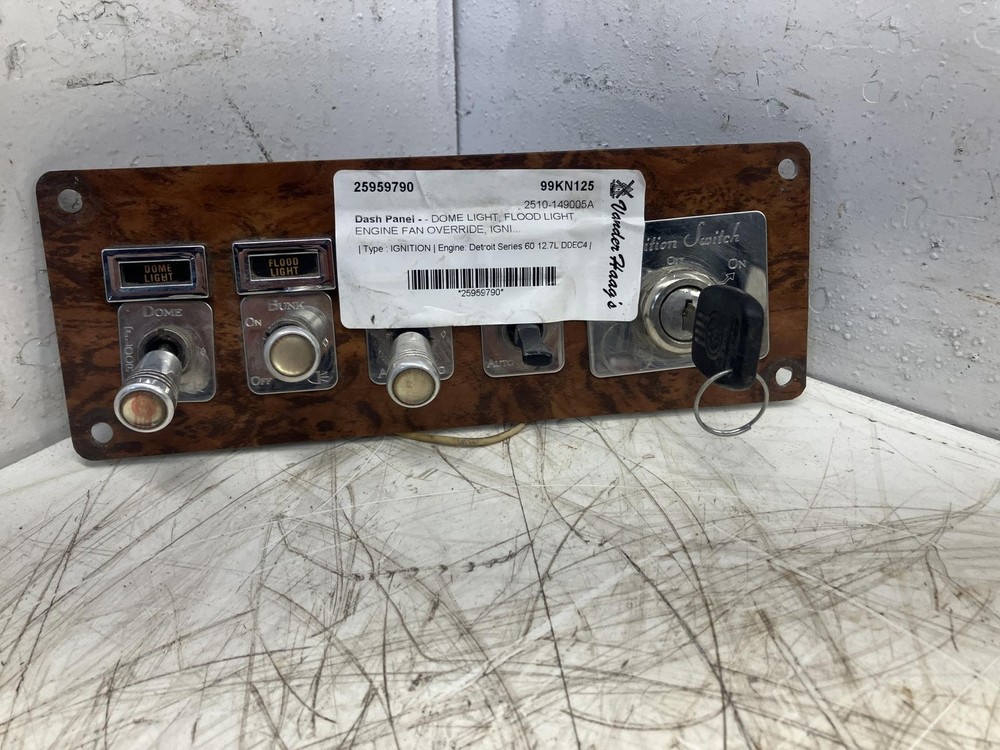 25959790 99KN125
2510-149005A
Dash Panel - - DOME LIGHT, FLOOD LIGHT,
ENGINE FAN OVERRIDE, IGNI...
| Type : IGNITION | Engine: Detroit Series 60 12.7L DDEC4 |
*25959790*
Vander Haag's
DOME
LIGHT
FLOOD
LIGHT
DOME
BUNK
ON
OFF
AUTO
ition Switch
OFF
ON